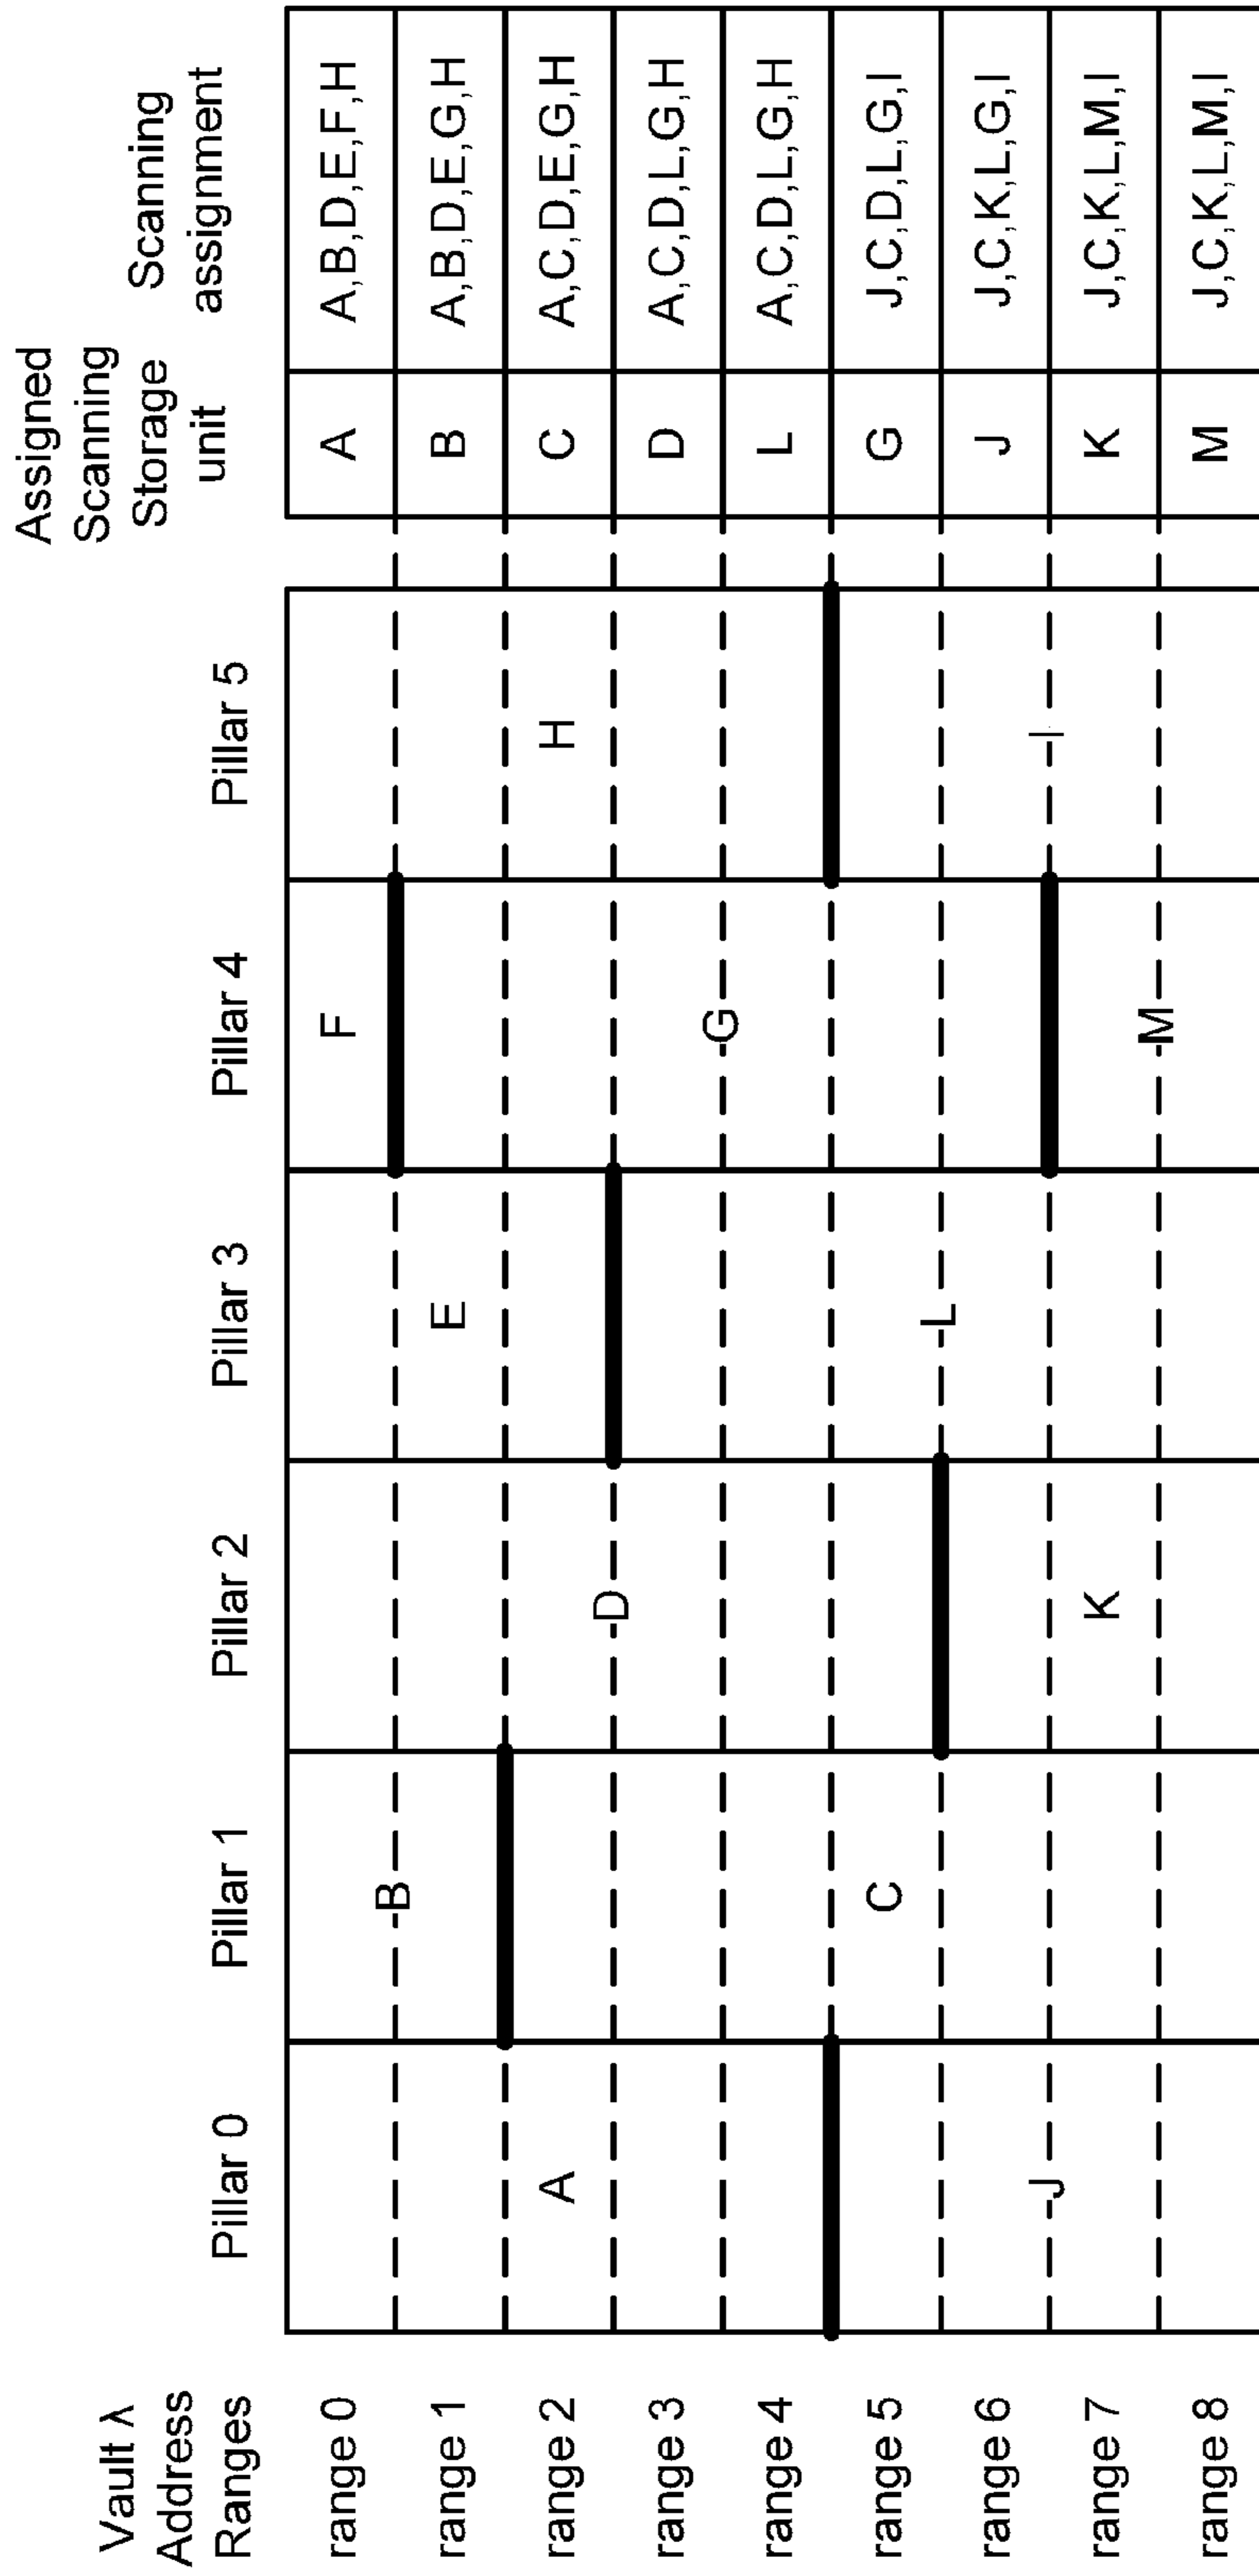 Vault λ
Address
Ranges
Pillar 0
Pillar 1
Pillar 2
Pillar 3
Pillar 4
Pillar 5
Assigned
Scanning
Storage
unit
Scanning
assignment
range 0
F
A
A,B,D,E,F,H
B
range 1
E
B
A,B,D,E,G,H
range 2
A
H
C
A,C,D,E,G,H
D
range 3
D
A,C,D,L,G,H
G
range 4
L
A,C,D,L,G,H
range 5
C
G
J,C,D,L,G,I
L
range 6
J
J,C,K,L,G,I
J
I
range 7
K
K
J,C,K,L,M,I
M
range 8
M
J,C,K,L,M,I